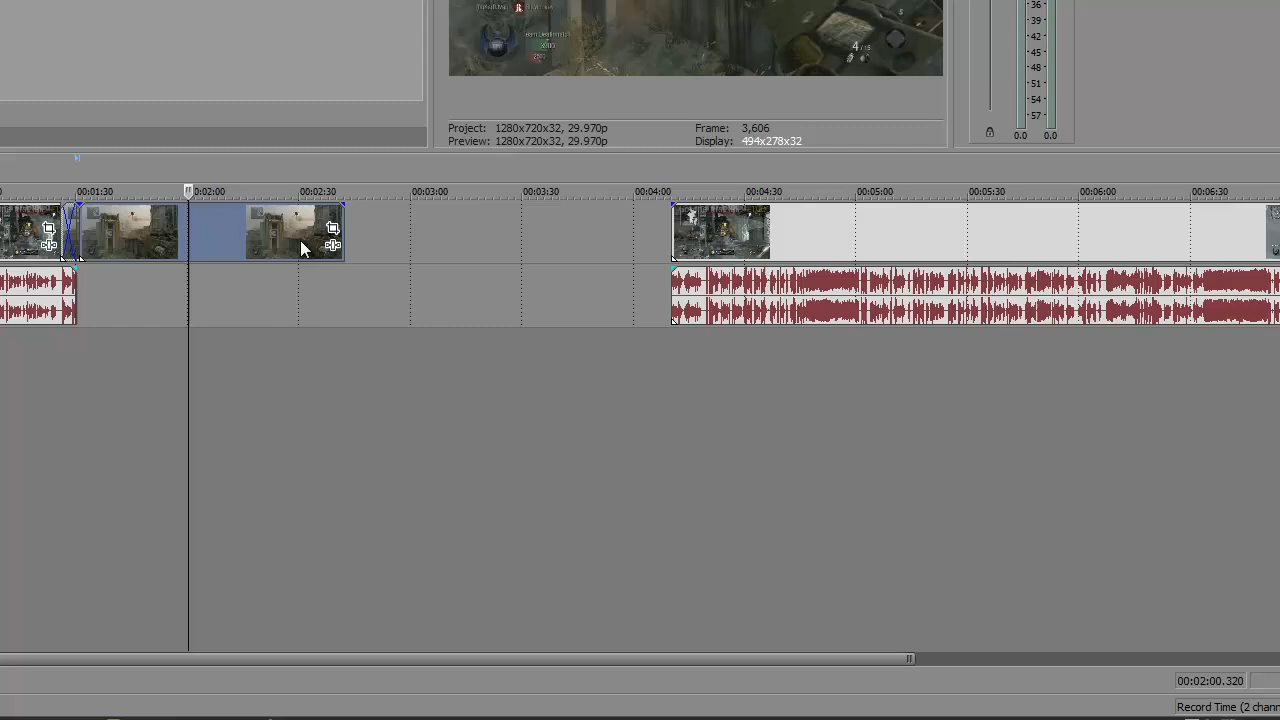 36
39
42
45
48
51
54
57
0.0 0.0
4/15
Project: 1280x720x32, 29.970p Frame: 3,606
Preview: 1280x720x32, 29.970p Display: 494x278x32
00:01:30 00:02:00 00:02:30 00:03:00 00:03:30 00:04:00 00:04:30 00:05:00 00:05:30 00:06:00 00:06:30
00:02:00.320
Record Time (2 chann